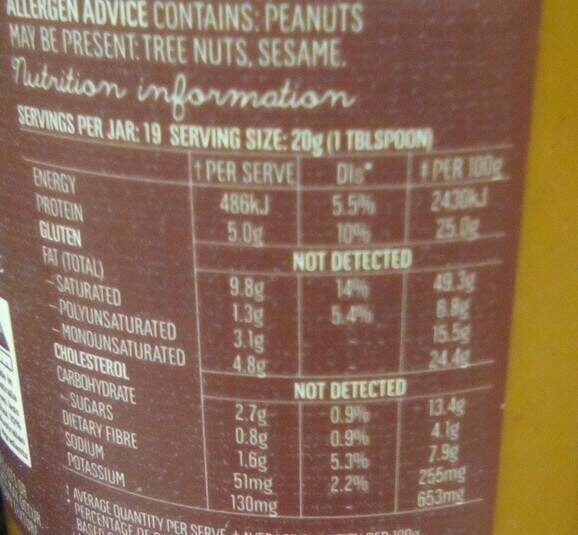 ALLERGEN ADVICE CONTAINS: PEANUTS
MAY BE PRESENT: TREE NUTS, SESAME.
Nutrition information
SERVINGS PER JAR: 19 SERVING SIZE: 20g (1 TBLSPOON)
† PER SERVE DIs* ‡ PER 100g
ENERGY 486kJ 5.5% 2430kJ
PROTEIN 5.0g 10% 25.0g
GLUTEN NOT DETECTED
FAT (TOTAL) 9.8g 14% 49.3g
- SATURATED 1.3g 5.4% 6.8g
- POLYUNSATURATED 3.1g - 15.5g
- MONOUNSATURATED 4.8g - 24.4g
CHOLESTEROL NOT DETECTED
CARBOHYDRATE 2.7g 0.9% 13.4g
- SUGARS 0.8g 0.9% 4.1g
DIETARY FIBRE 1.6g 5.3% 7.9g
SODIUM 51mg 2.2% 255mg
POTASSIUM 130mg 653mg
† AVERAGE QUANTITY PER SERVE
PERCENTAGE OF
BASED